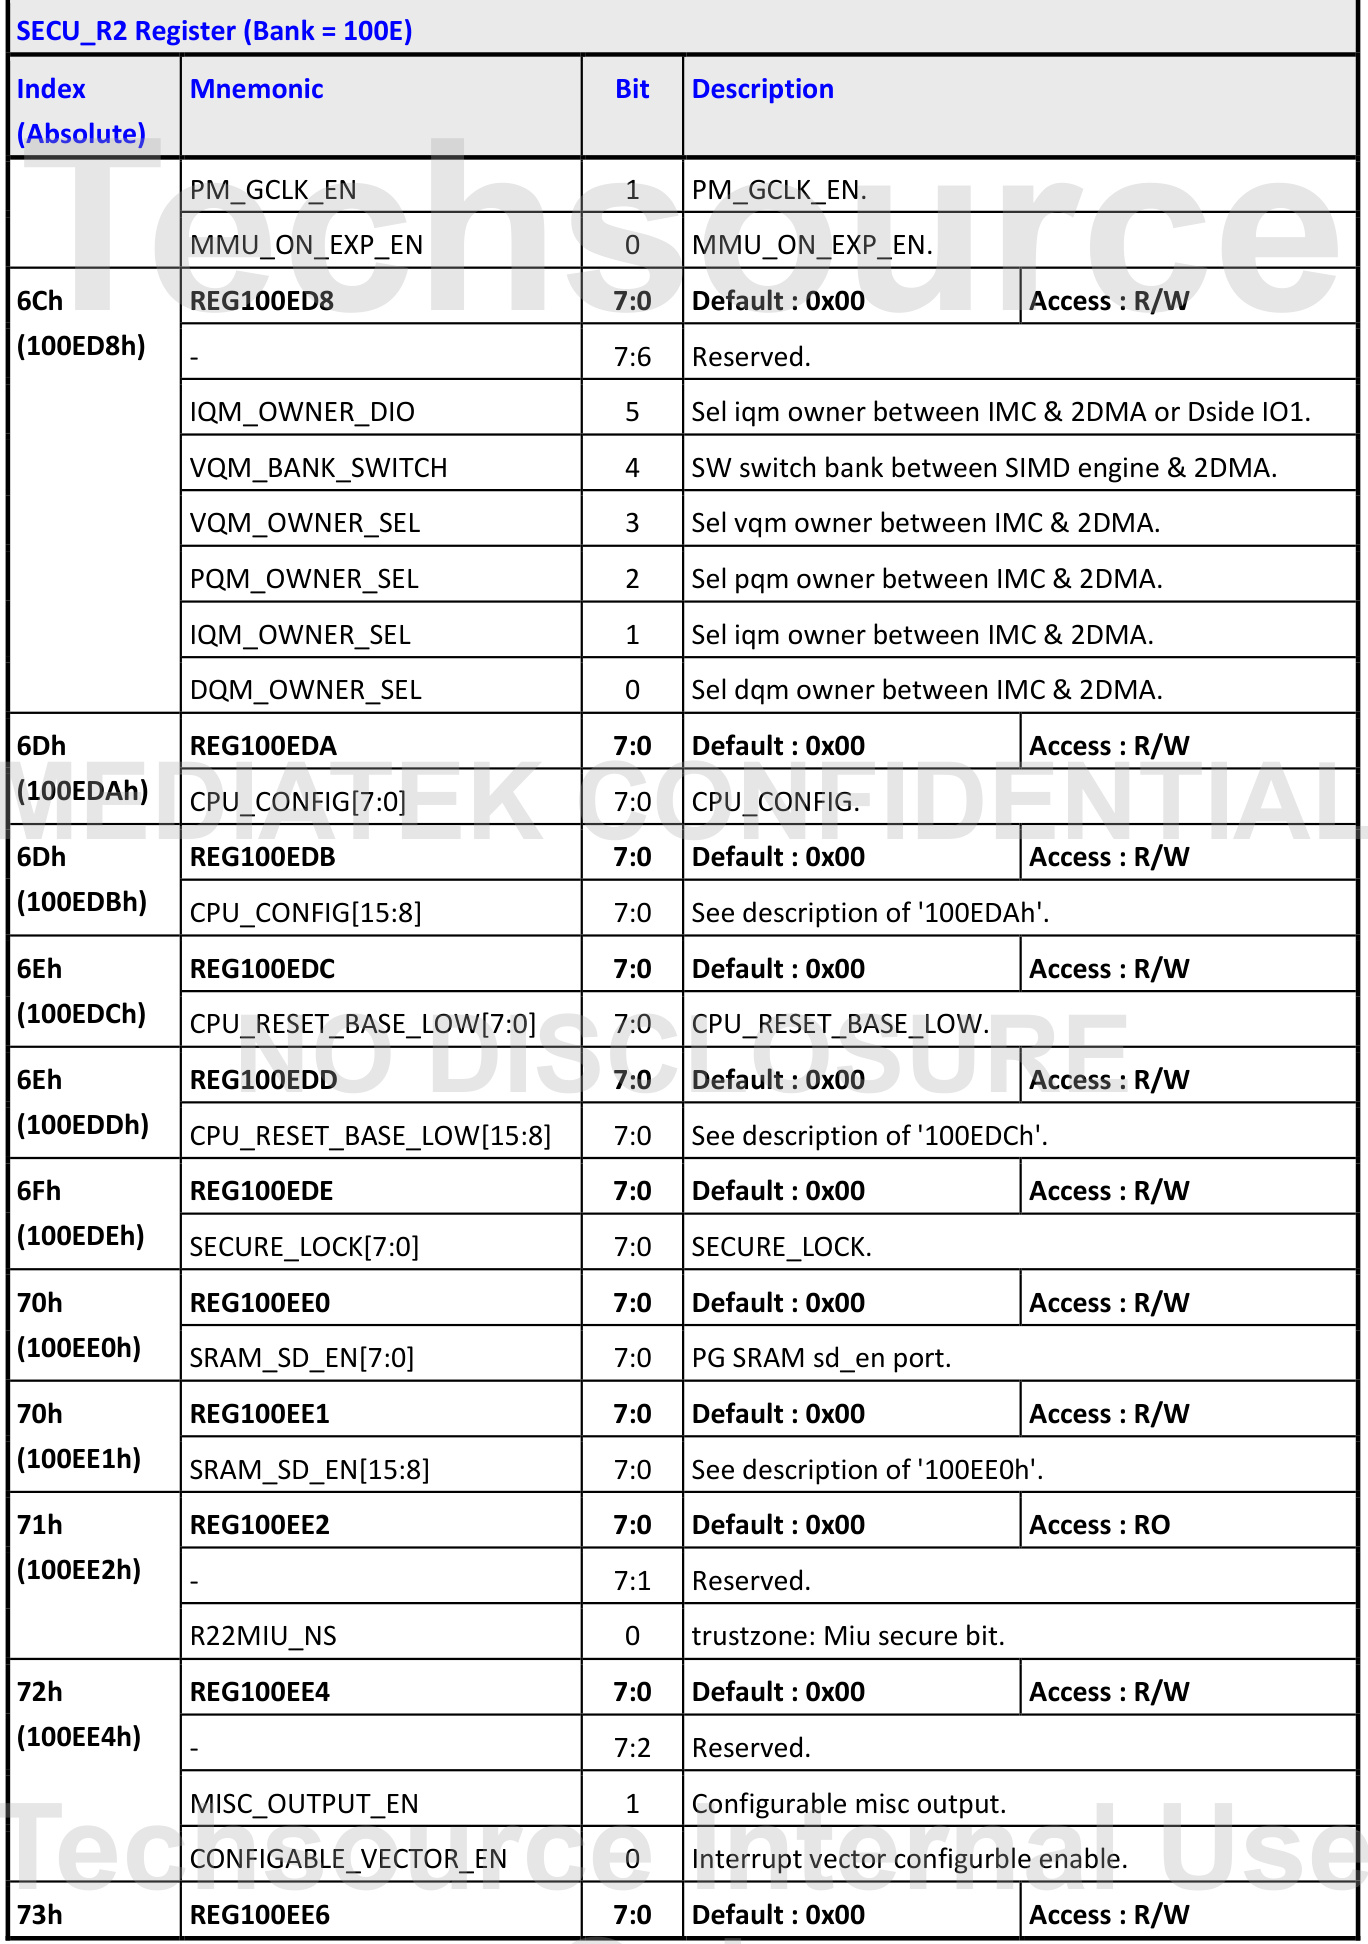 SECU_R2 Register (Bank = 100E)
Index (Absolute) Mnemonic Bit Description
PM_GCLK_EN 1 PM_GCLK_EN.
MMU_ON_EXP_EN 0 MMU_ON_EXP_EN.
6Ch REG100ED8 7:0 Default : 0x00 Access : R/W
(100ED8h)
- 7:6 Reserved.
IQM_OWNER_DIO 5 Sel iqm owner between IMC & 2DMA or Dside IO1.
VQM_BANK_SWITCH 4 SW switch bank between SIMD engine & 2DMA.
VQM_OWNER_SEL 3 Sel vqm owner between IMC & 2DMA.
PQM_OWNER_SEL 2 Sel pqm owner between IMC & 2DMA.
IQM_OWNER_SEL 1 Sel iqm owner between IMC & 2DMA.
DQM_OWNER_SEL 0 Sel dqm owner between IMC & 2DMA.
6Dh REG100EDA 7:0 Default : 0x00 Access : R/W
(100EDAh) CPU_CONFIG[7:0] 7:0 CPU_CONFIG.
6Dh REG100EDB 7:0 Default : 0x00 Access : R/W
(100EDBh) CPU_CONFIG[15:8] 7:0 See description of '100EDAh'.
6Eh REG100EDC 7:0 Default : 0x00 Access : R/W
(100EDCh) CPU_RESET_BASE_LOW[7:0] 7:0 CPU_RESET_BASE_LOW.
6Eh REG100EDD 7:0 Default : 0x00 Access : R/W
(100EDDh) CPU_RESET_BASE_LOW[15:8] 7:0 See description of '100EDCh'.
6Fh REG100EDE 7:0 Default : 0x00 Access : R/W
(100EDEh) SECURE_LOCK[7:0] 7:0 SECURE_LOCK.
70h REG100EE0 7:0 Default : 0x00 Access : R/W
(100EE0h) SRAM_SD_EN[7:0] 7:0 PG SRAM sd_en port.
70h REG100EE1 7:0 Default : 0x00 Access : R/W
(100EE1h) SRAM_SD_EN[15:8] 7:0 See description of '100EE0h'.
71h REG100EE2 7:0 Default : 0x00 Access : RO
(100EE2h) - 7:1 Reserved.
R22MIU_NS 0 trustzone: Miu secure bit.
72h REG100EE4 7:0 Default : 0x00 Access : R/W
(100EE4h) - 7:2 Reserved.
MISC_OUTPUT_EN 1 Configurable misc output.
CONFIGABLE_VECTOR_EN 0 Interrupt vector configurble enable.
73h REG100EE6 7:0 Default : 0x00 Access : R/W
Techsource
MEDIATEK CONFIDENTIAL
NO DISCLOSURE
Techsource Internal Use